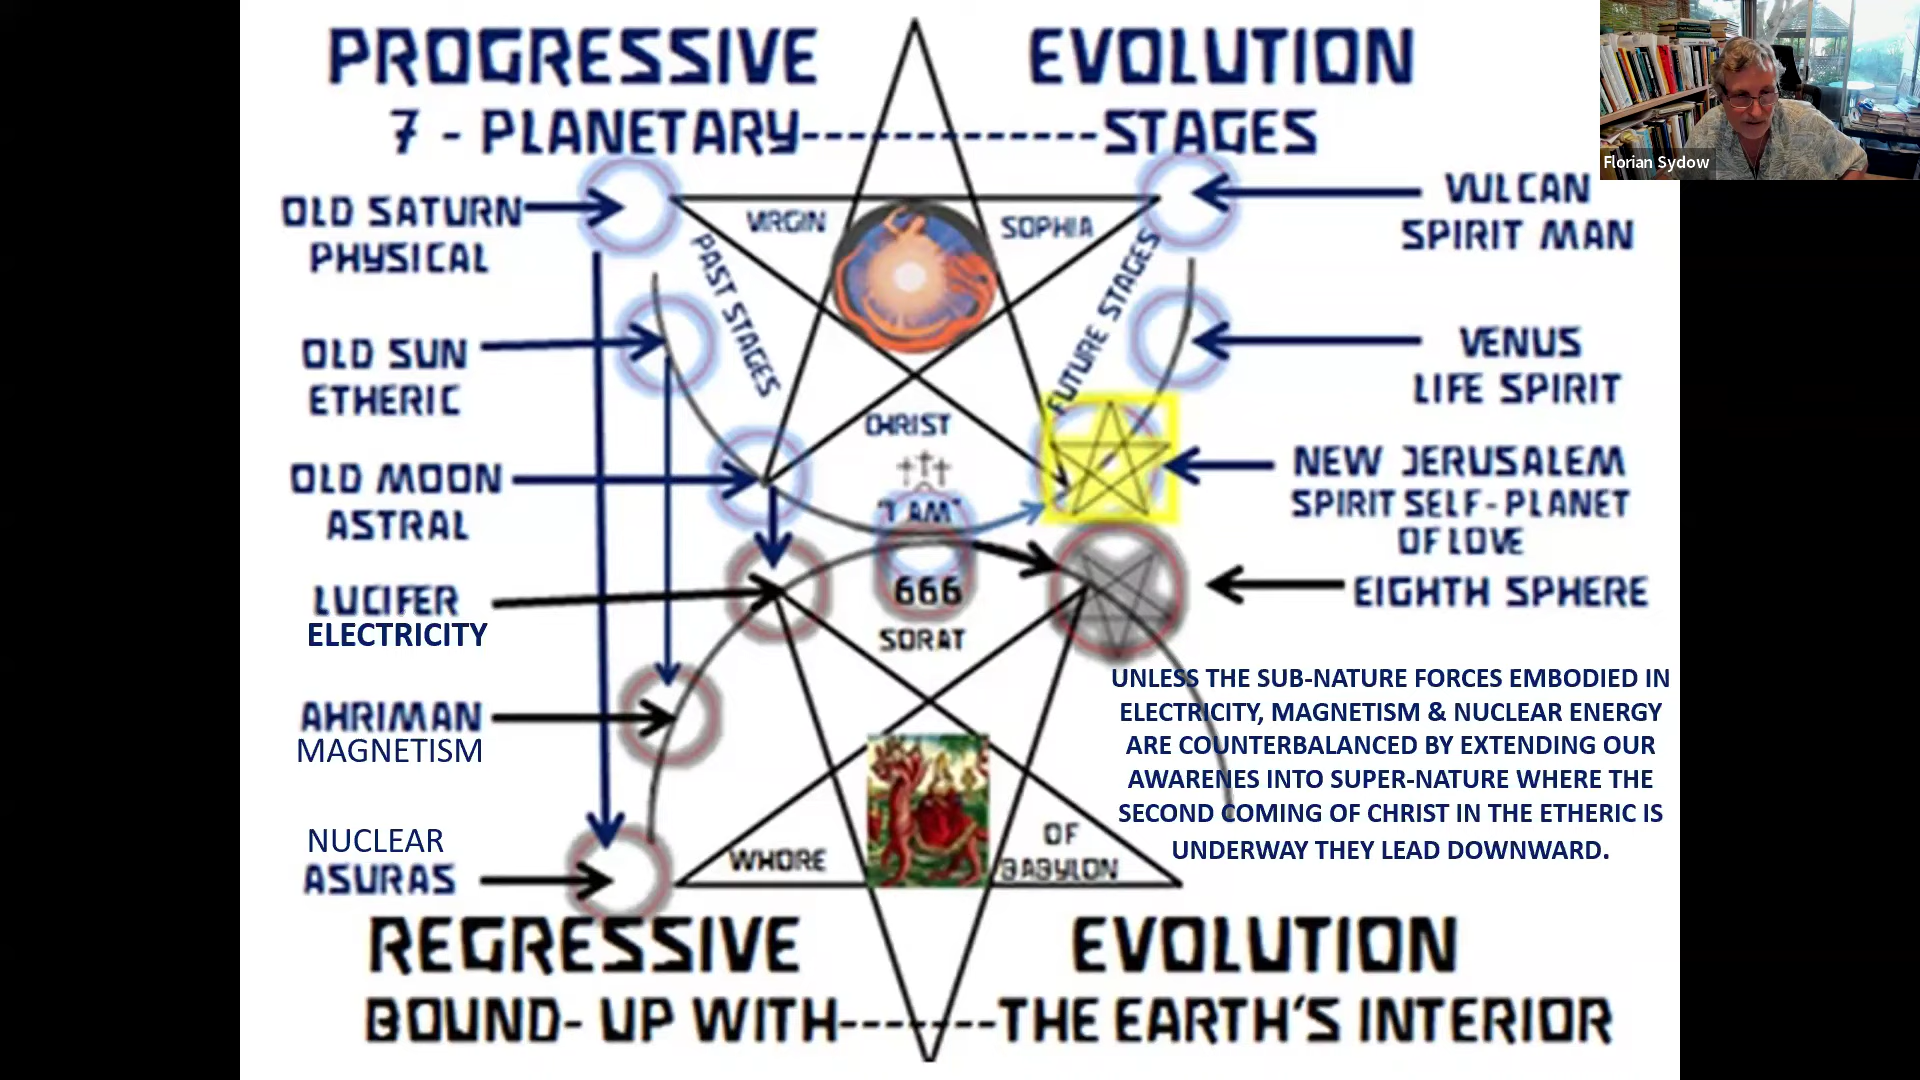 PROGRESSIVE EVOLUTION
7 - PLANETARY-------------STAGES
Florian Sydow
OLD SATURN
PHYSICAL
VULCAN
SPIRIT MAN
VIRGIN
SOPHIA
PAST STAGES
FUTURE STAGES
OLD SUN
ETHERIC
VENUS
LIFE SPIRIT
CHRIST
"I AM"
OLD MOON
ASTRAL
NEW JERUSALEM
SPIRIT SELF-PLANET
OF LOVE
666
SORAT
LUCIFER
ELECTRICITY
EIGHTH SPHERE
AHRIMAN
MAGNETISM
UNLESS THE SUB-NATURE FORCES EMBODIED IN
ELECTRICITY, MAGNETISM & NUCLEAR ENERGY
ARE COUNTERBALANCED BY EXTENDING OUR
AWARENES INTO SUPER-NATURE WHERE THE
SECOND COMING OF CHRIST IN THE ETHERIC IS
UNDERWAY THEY LEAD DOWNWARD.
NUCLEAR
ASURAS
WHORE
OF
BABYLON
REGRESSIVE EVOLUTION
BOUND- UP WITH-------THE EARTH'S INTERIOR